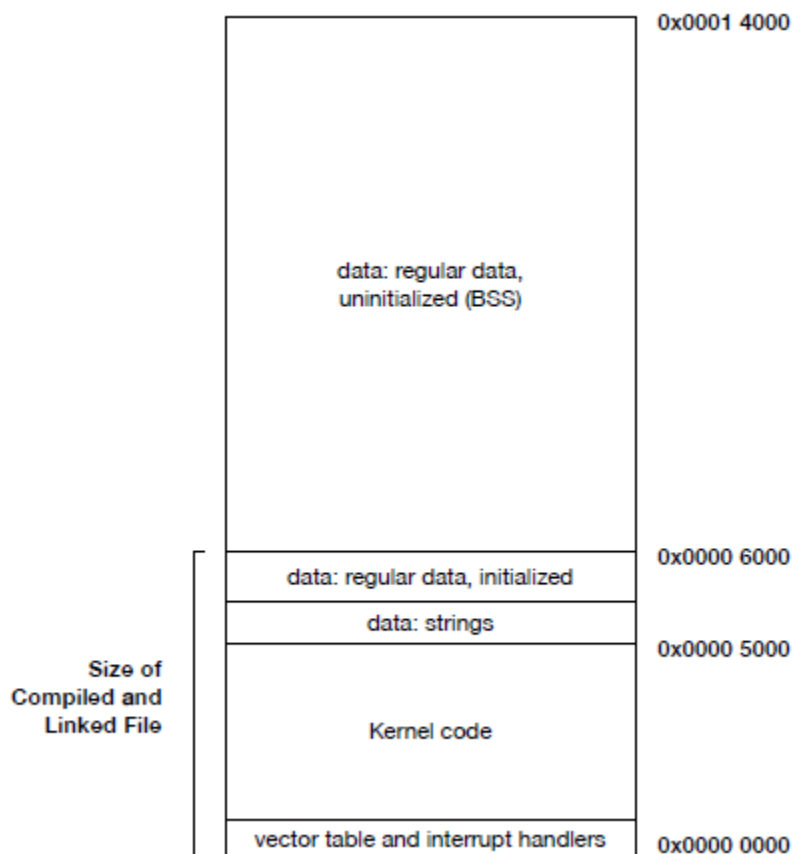 0x0001 4000
data: regular data,
uninitialized (BSS)
0x0000 6000
data: regular data, initialized
data: strings
0x0000 5000
Size of
Compiled and
Linked File
Kernel code
vector table and interrupt handlers
0x0000 0000